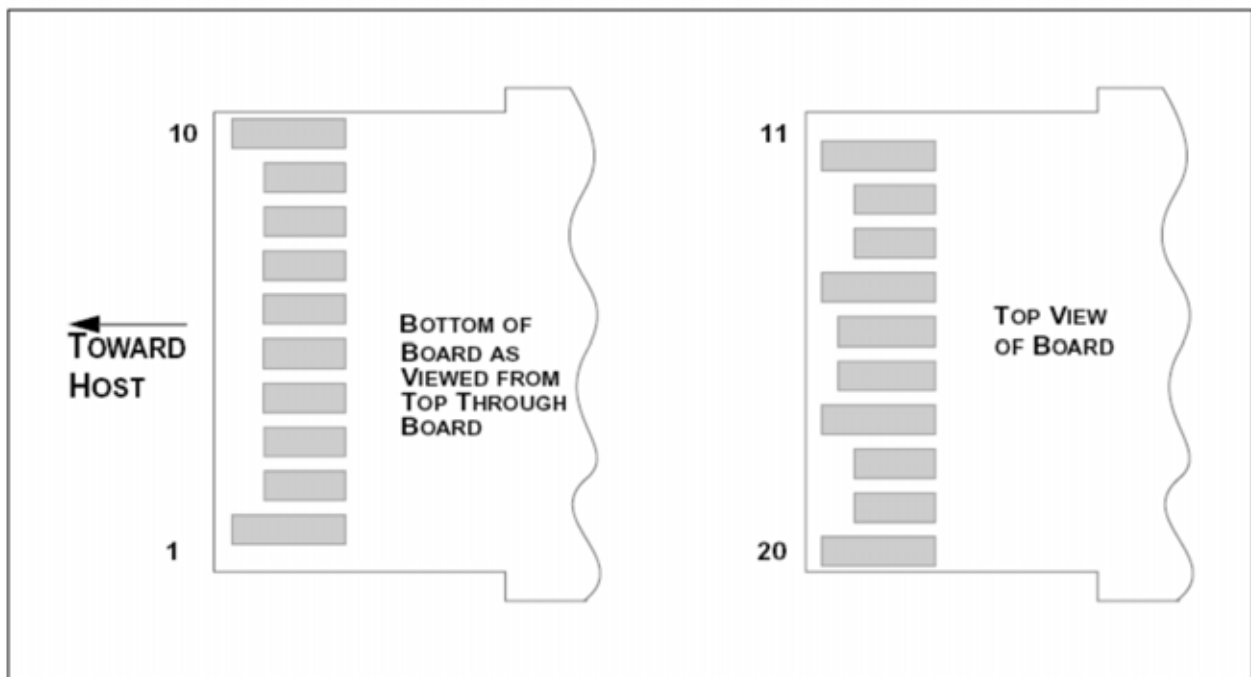 10
TOWARD
HOST
1
BOTTOM OF
BOARD AS
VIEWED FROM
TOP THROUGH
BOARD
11
TOP VIEW
OF BOARD
20